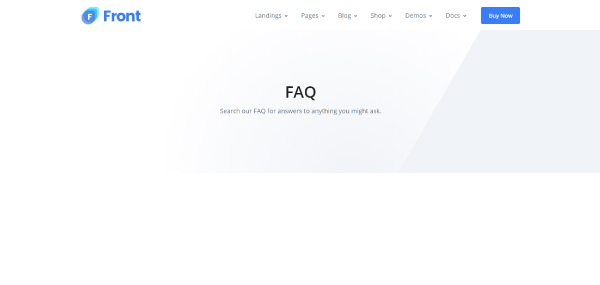 F Front
Landings Pages Blog Shop Demos Docs Buy Now
FAQ
Search our FAQ for answers to anything you might ask.